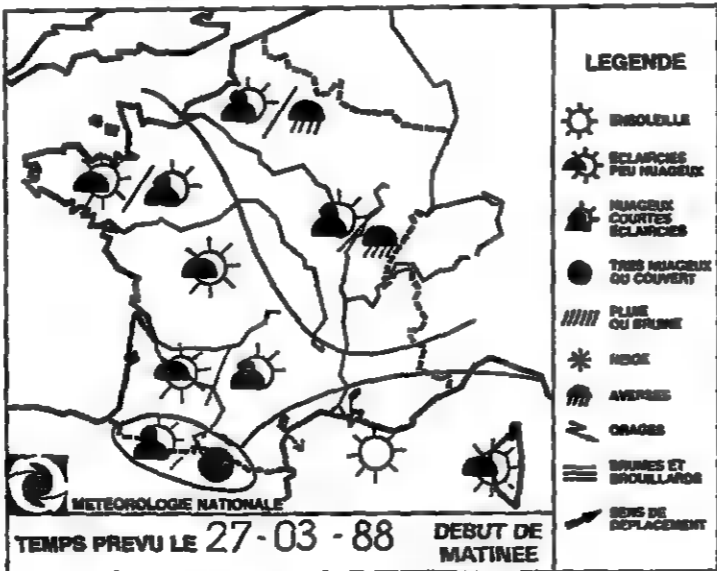 LEGENDE
ENSOLEILLE
ECLAIRCIES
PEU NUAGEUX
NUAGEUX
COURTES
ECLAIRCIES
TRES NUAGEUX
OU COUVERT
PLUIE
OU BRUINE
NEIGE
AVERSES
ORAGES
BRUMES ET
BROUILLARDS
SENS DE
DEPLACEMENT
METEOROLOGIE NATIONALE
TEMPS PREVU LE 27-03-88 DEBUT DE
MATINEE